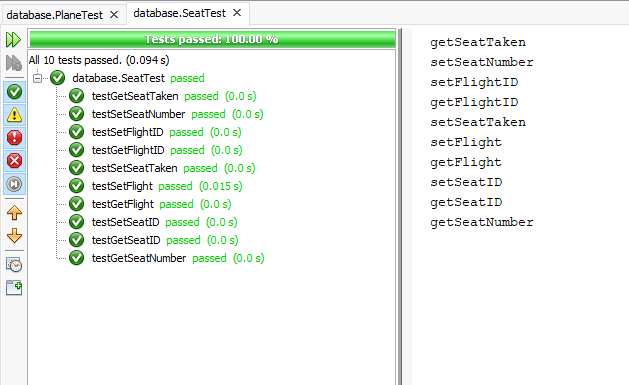 database.PlaneTest
database.SeatTest
Tests passed: 100.00 %
All 10 tests passed. (0.094 s)
database.SeatTest passed
testGetSeatTaken passed (0.0 s)
testSetSeatNumber passed (0.0 s)
testSetFlightID passed (0.0 s)
testGetFlightID passed (0.0 s)
testSetSeatTaken passed (0.0 s)
testSetFlight passed (0.015 s)
testGetFlight passed (0.0 s)
testSetSeatID passed (0.0 s)
testGetSeatID passed (0.0 s)
testGetSeatNumber passed (0.0 s)
getSeatTaken
setSeatNumber
setFlightID
getFlightID
setSeatTaken
setFlight
getFlight
setSeatID
getSeatID
getSeatNumber